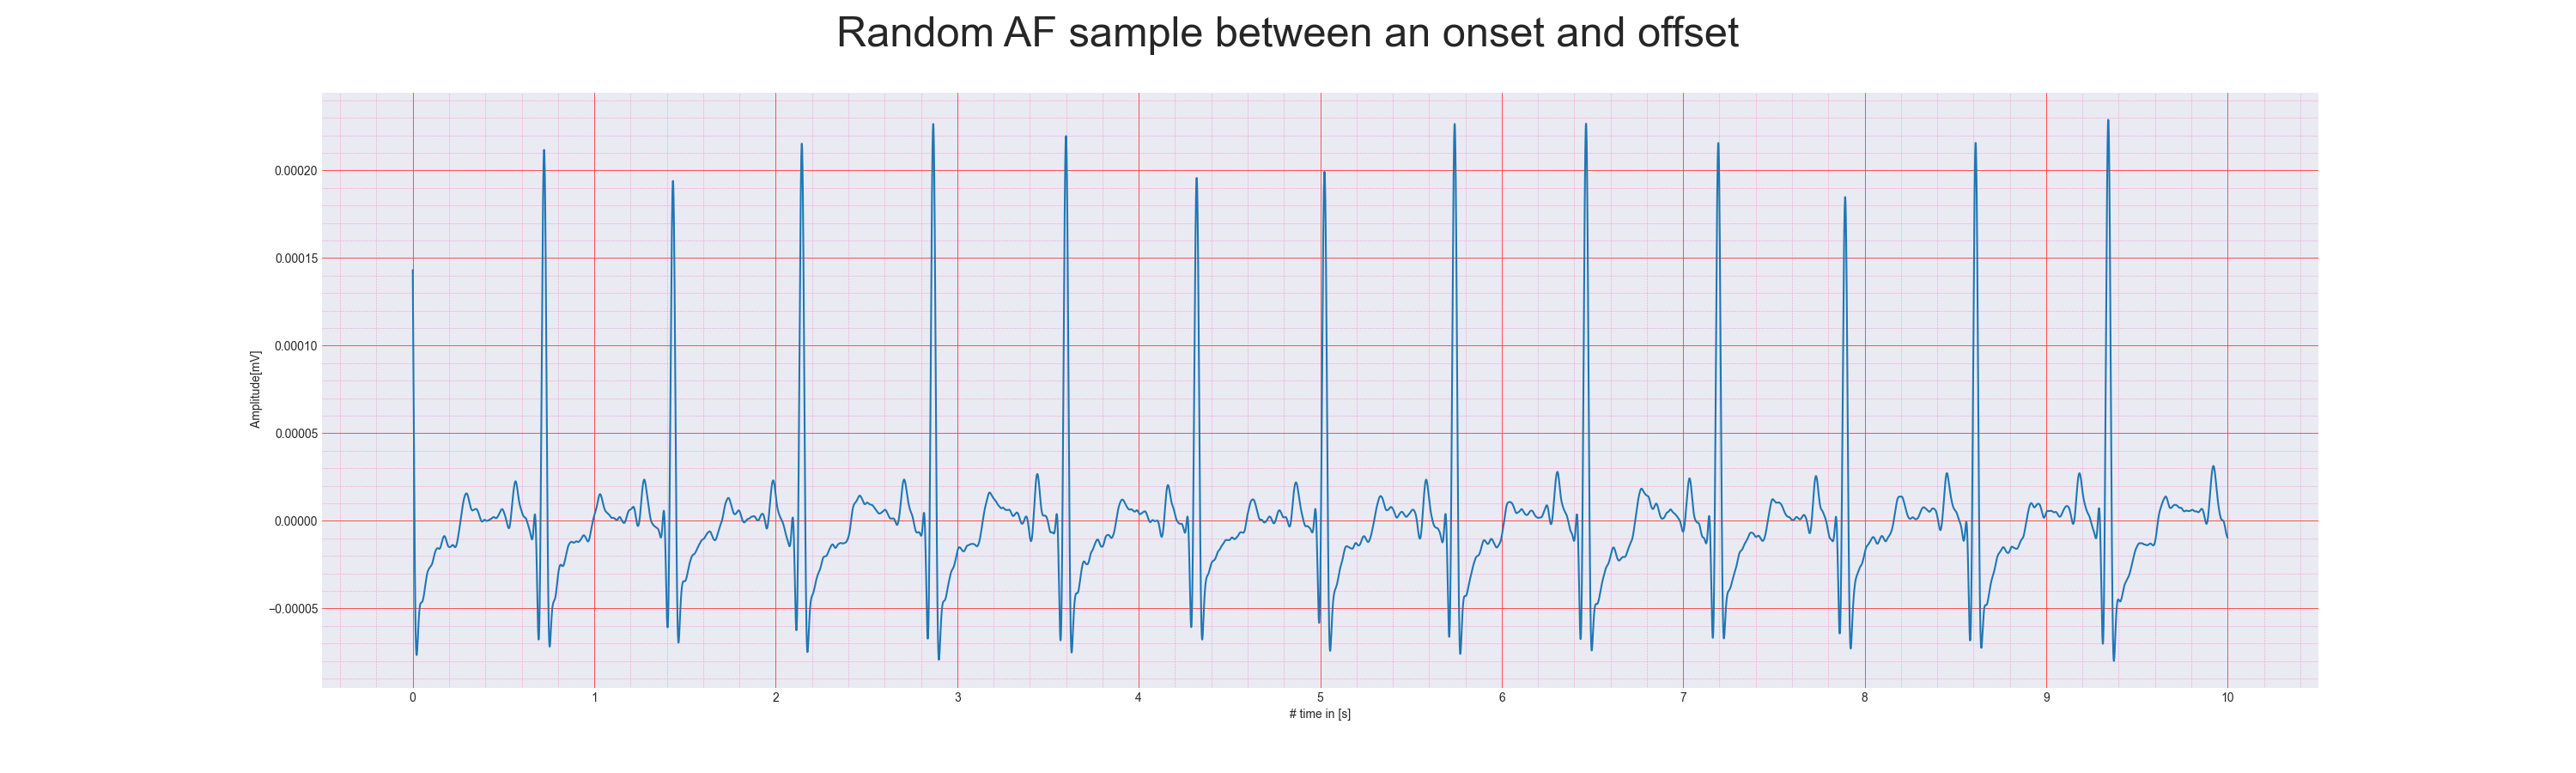 Random AF sample between an onset and offset
Amplitude[mV]
0.00020
0.00015
0.00010
0.00005
0.00000
−0.00005
0 1 2 3 4 5 6 7 8 9 10
# time in [s]